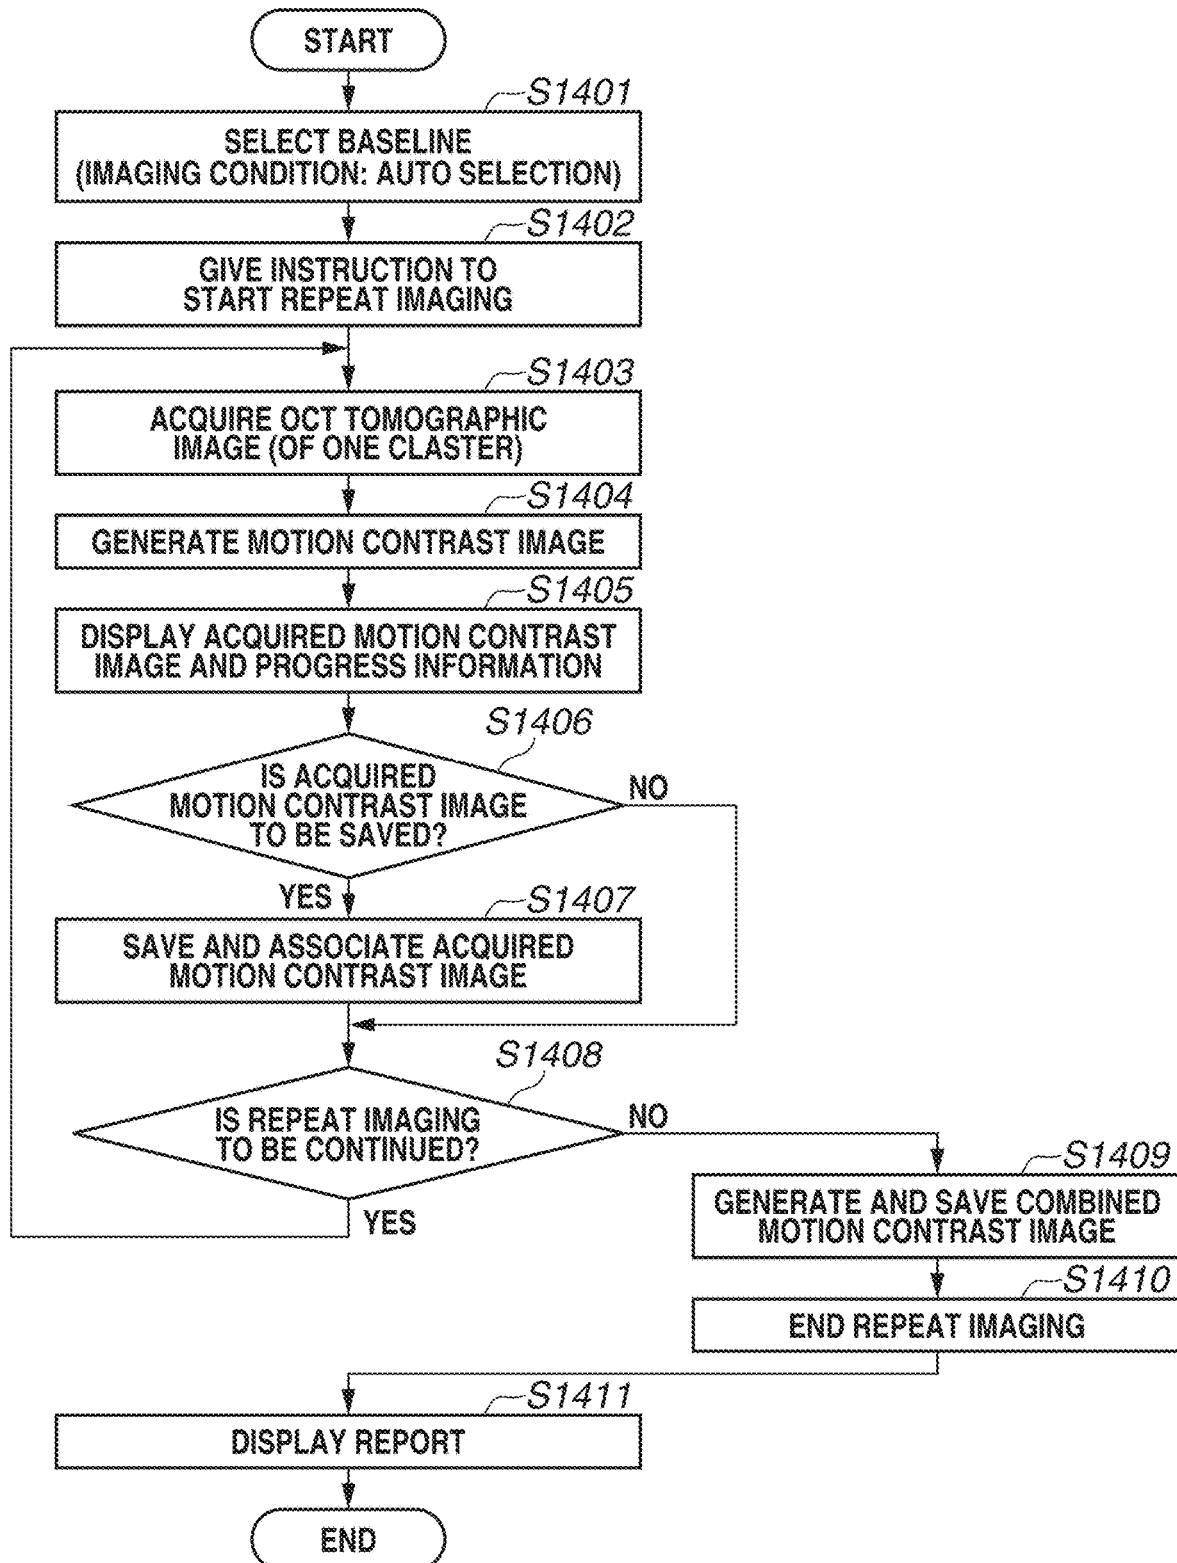 START
S1401
SELECT BASELINE
(IMAGING CONDITION: AUTO SELECTION)
S1402
GIVE INSTRUCTION TO
START REPEAT IMAGING
S1403
ACQUIRE OCT TOMOGRAPHIC
IMAGE (OF ONE CLASTER)
S1404
GENERATE MOTION CONTRAST IMAGE
S1405
DISPLAY ACQUIRED MOTION CONTRAST
IMAGE AND PROGRESS INFORMATION
S1406
IS ACQUIRED
MOTION CONTRAST IMAGE
TO BE SAVED?
NO
YES
S1407
SAVE AND ASSOCIATE ACQUIRED
MOTION CONTRAST IMAGE
S1408
IS REPEAT IMAGING
TO BE CONTINUED?
NO
YES
S1409
GENERATE AND SAVE COMBINED
MOTION CONTRAST IMAGE
S1410
END REPEAT IMAGING
S1411
DISPLAY REPORT
END